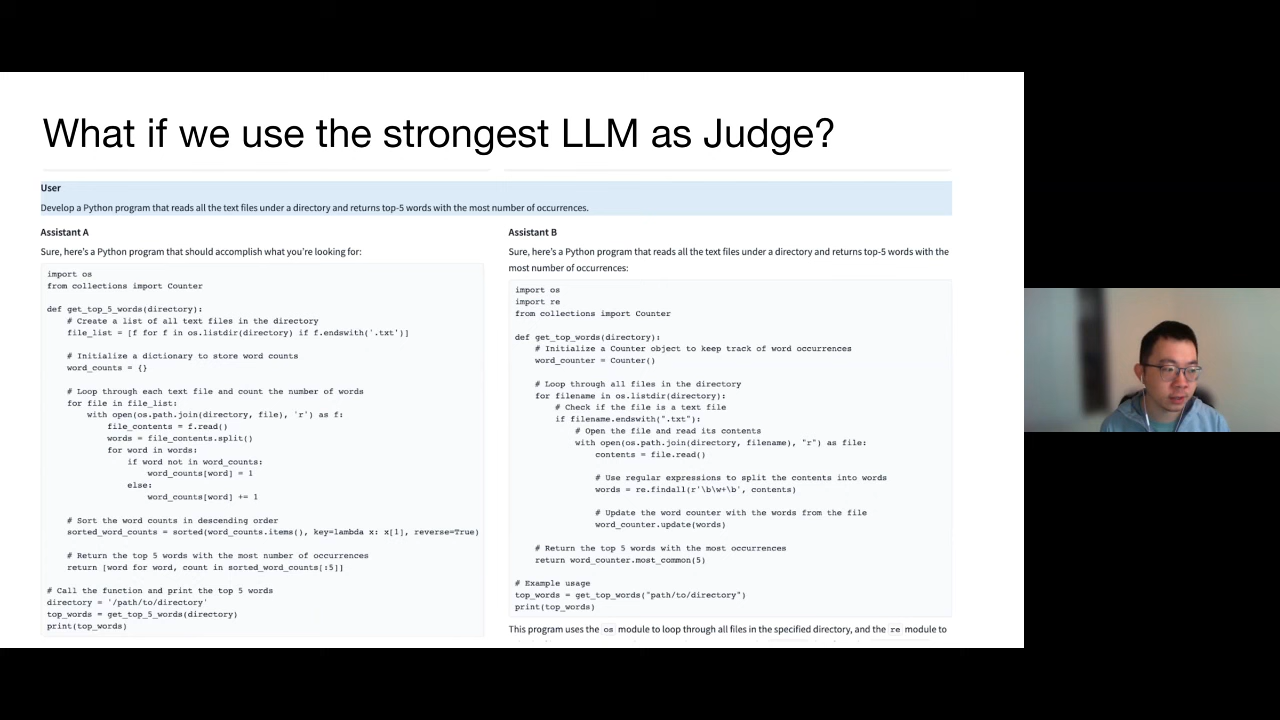 What if we use the strongest LLM as Judge?
User
Develop a Python program that reads all the text files under a directory and returns top-5 words with the most number of occurrences.
Assistant A
Sure, here's a Python program that should accomplish what you're looking for:
import os
from collections import Counter
def get_top_5_words(directory):
# Create a list of all text files in the directory
file_list = [f for f in os.listdir(directory) if f.endswith('.txt')]
# Initialize a dictionary to store word counts
word_counts = {}
# Loop through each text file and count the number of words
for file in file_list:
with open(os.path.join(directory, file), 'r') as f:
file_contents = f.read()
words = file_contents.split()
for word in words:
if word not in word_counts:
word_counts[word] = 1
else:
word_counts[word] += 1
# Sort the word counts in descending order
sorted_word_counts = sorted(word_counts.items(), key=lambda x: x[1], reverse=True)
# Return the top 5 words with the most number of occurrences
return [word for word, count in sorted_word_counts[:5]]
# Call the function and print the top 5 words
directory = '/path/to/directory'
top_words = get_top_5_words(directory)
print(top_words)
Assistant B
Sure, here's a Python program that reads all the text files under a directory and returns top-5 words with the
most number of occurrences:
import os
import re
from collections import Counter
def get_top_words(directory):
# Initialize a Counter object to keep track of word occurrences
word_counter = Counter()
# Loop through all files in the directory
for filename in os.listdir(directory):
# Check if the file is a text file
if filename.endswith(".txt"):
# Open the file and read its contents
with open(os.path.join(directory, filename), "r") as file:
contents = file.read()
# Use regular expressions to split the contents into words
words = re.findall(r'\b\w+\b', contents)
# Update the word counter with the words from the file
word_counter.update(words)
# Return the top 5 words with the most occurrences
return word_counter.most_common(5)
# Example usage
top_words = get_top_words("path/to/directory")
print(top_words)
This program uses the os module to loop through all files in the specified directory, and the re module to